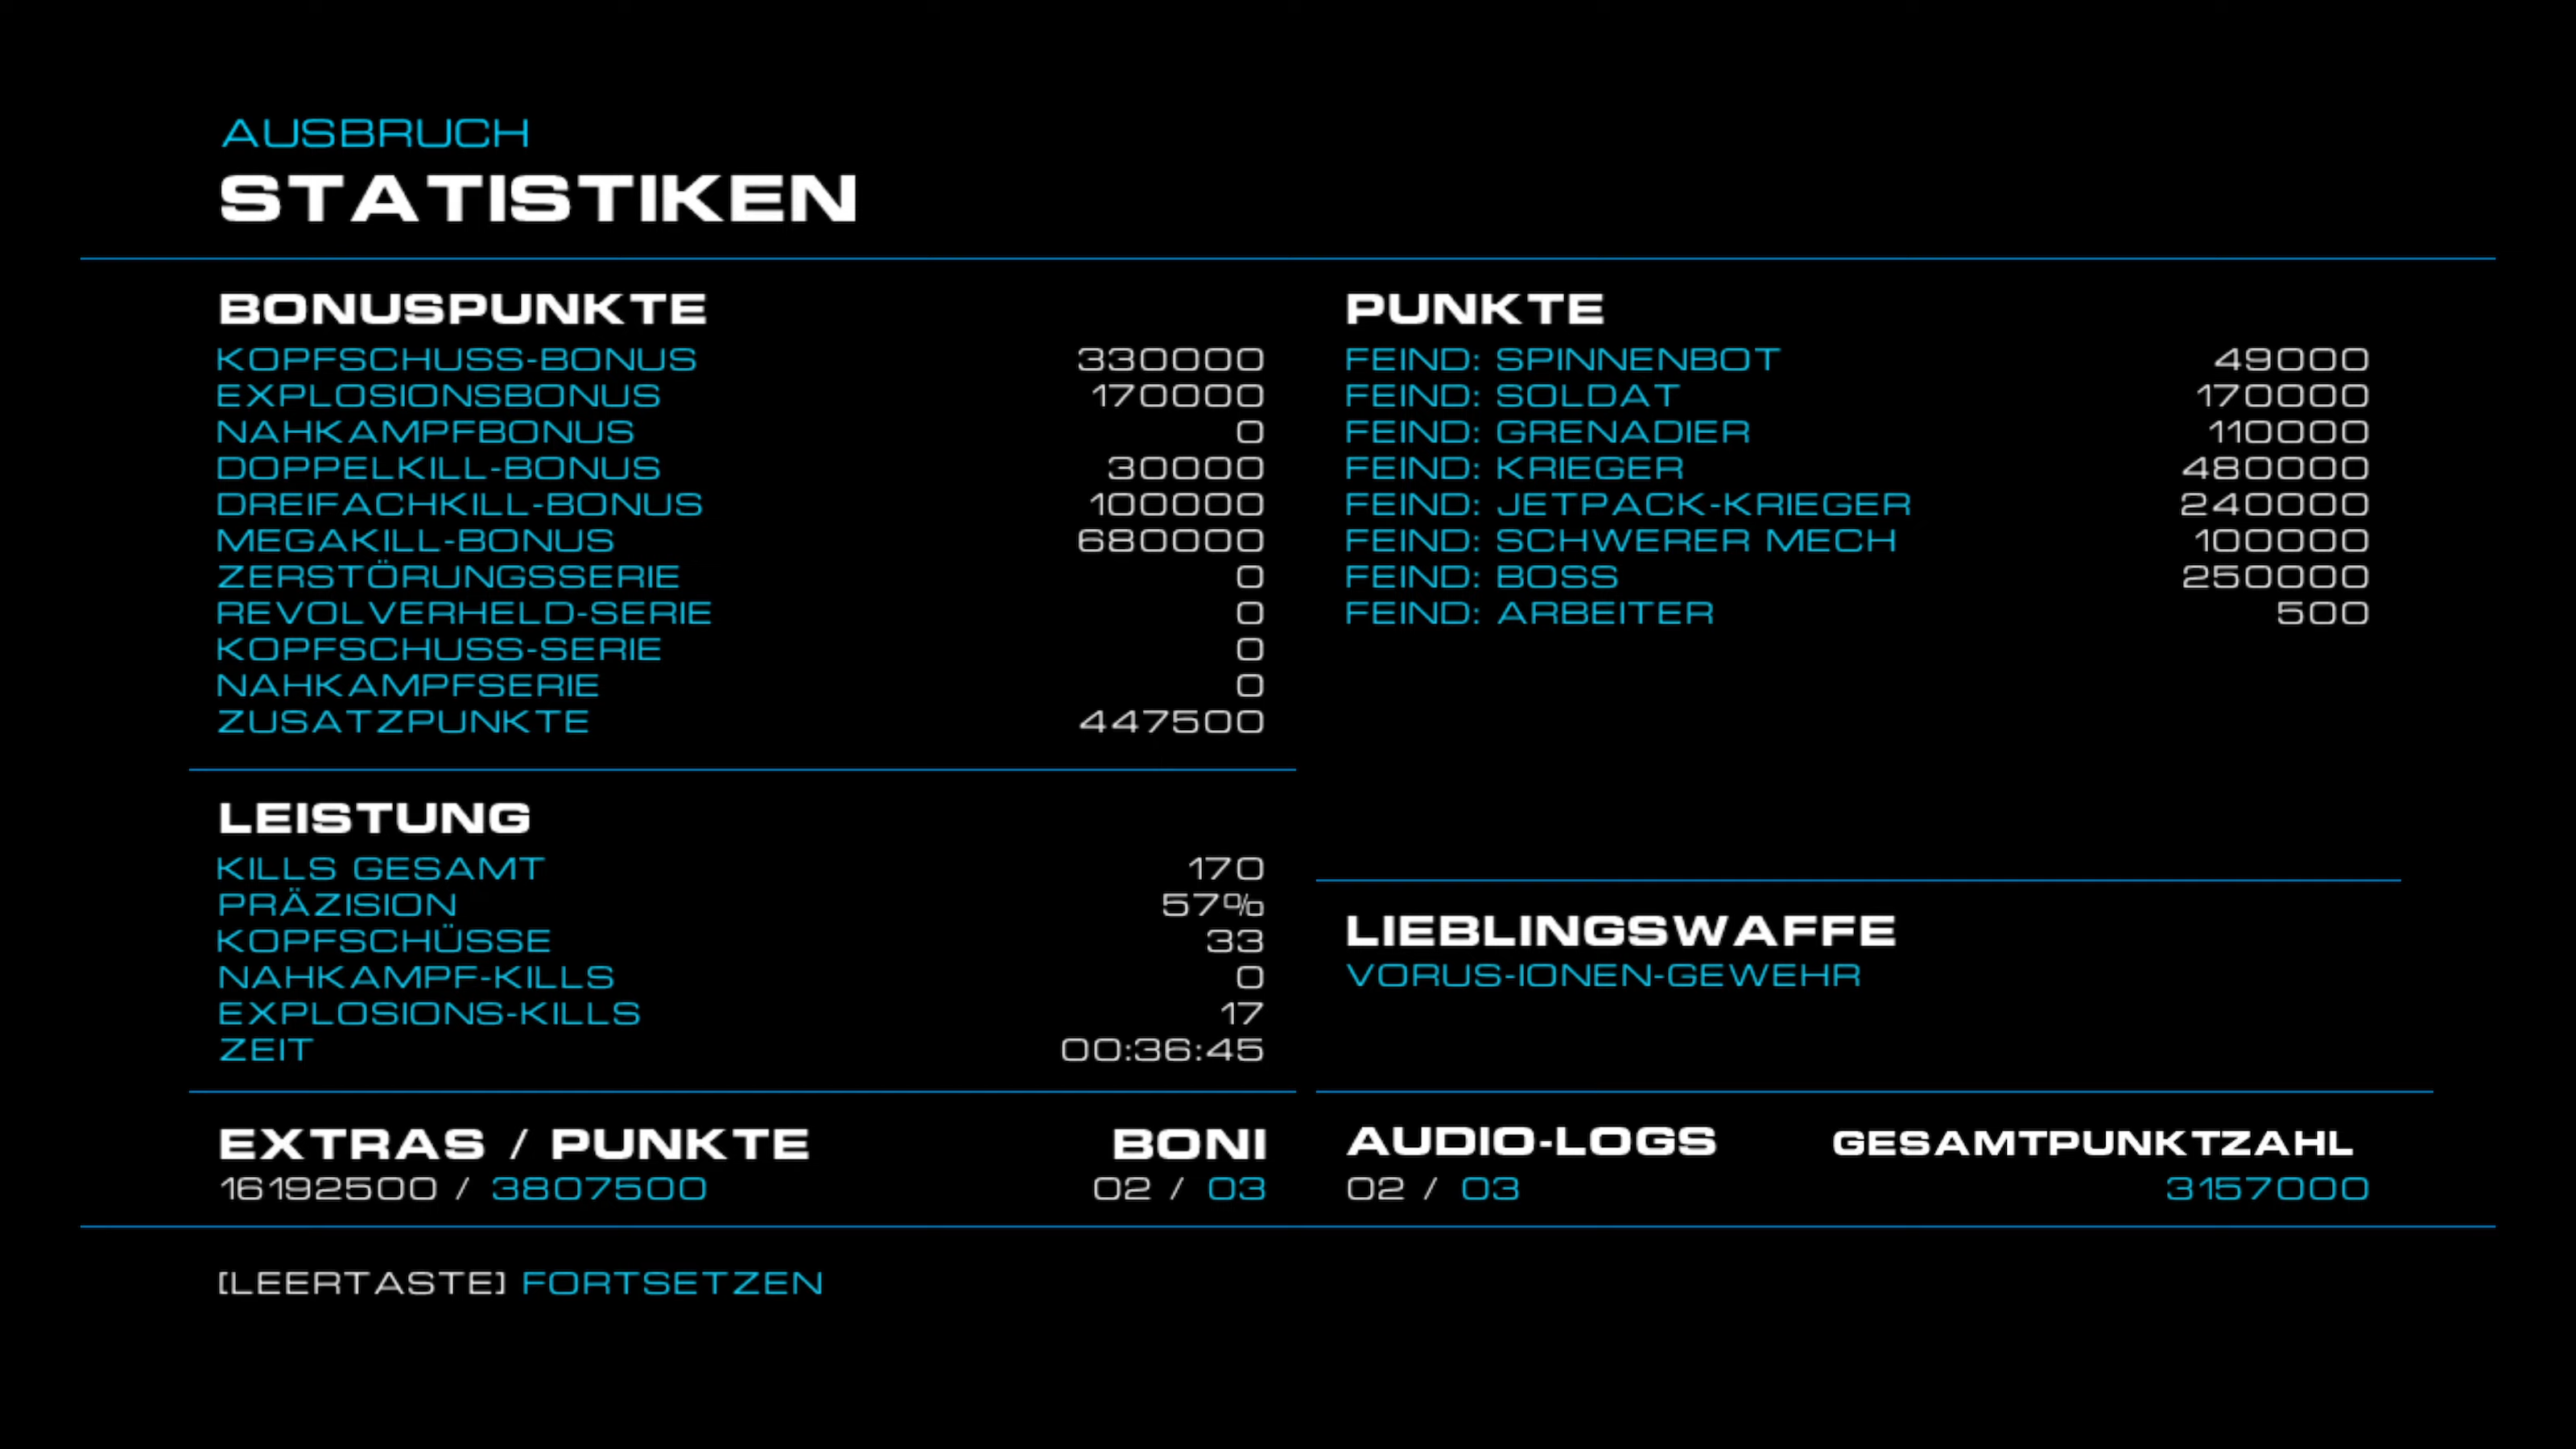 AUSBRUCH
STATISTIKEN
BONUSPUNKTE
KOPFSCHUSS-BONUS 330000
EXPLOSIONSBONUS 170000
NAHKAMPFBONUS 0
DOPPELKILL-BONUS 30000
DREIFACHKILL-BONUS 100000
MEGAKILL-BONUS 680000
ZERSTÖRUNGSSERIE 0
REVOLVERHELD-SERIE 0
KOPFSCHUSS-SERIE 0
NAHKAMPFSERIE 0
ZUSATZPUNKTE 447500
PUNKTE
FEIND: SPINNENBOT 49000
FEIND: SOLDAT 170000
FEIND: GRENADIER 110000
FEIND: KRIEGER 480000
FEIND: JETPACK-KRIEGER 240000
FEIND: SCHWERER MECH 100000
FEIND: BOSS 250000
FEIND: ARBEITER 500
LEISTUNG
KILLS GESAMT 170
PRÄZISION 57%
KOPFSCHÜSSE 33
NAHKAMPF-KILLS 0
EXPLOSIONS-KILLS 17
ZEIT 00:36:45
LIEBLINGSWAFFE
VORUS-IONEN-GEWEHR
EXTRAS / PUNKTE BONI
16192500 / 3807500 02 / 03
AUDIO-LOGS GESAMTPUNKTZAHL
02 / 03 3157000
[LEERTASTE] FORTSETZEN